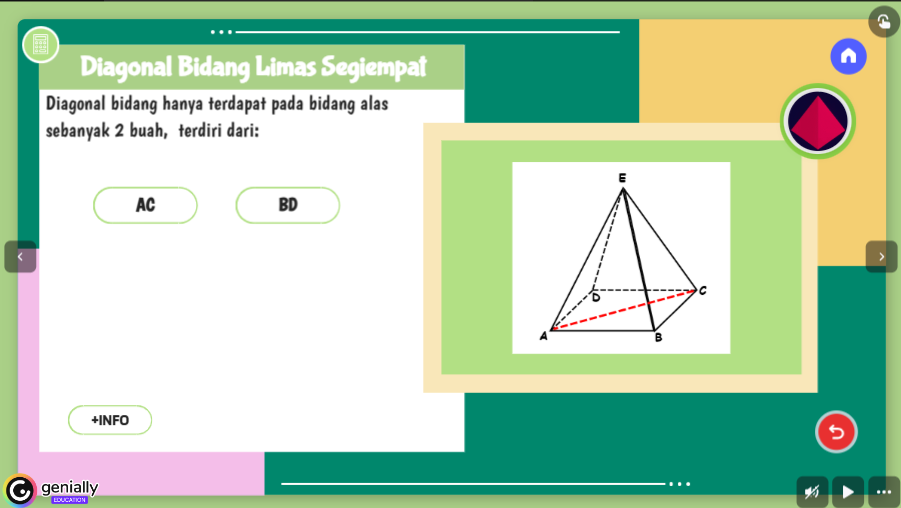 Diagonal Bidang Limas Segiempat
Diagonal bidang hanya terdapat pada bidang alas
sebanyak 2 buah, terdiri dari:
AC
BD
E
D
C
A
B
+INFO
genially
EDUCATION